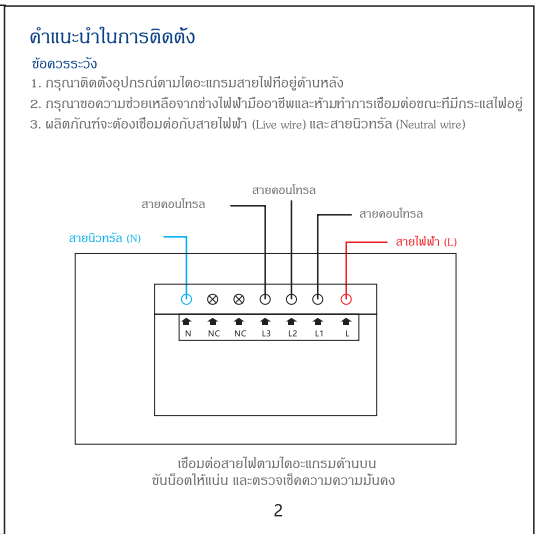 คำแนะนำในการติดตั้ง
ข้อควรระวัง
1. กรุณาติดตั้งอุปกรณ์ตามไดอะแกรมสายไฟที่อยู่ด้านหลัง
2. กรุณาขอความช่วยเหลือจากช่างไฟฟ้ามืออาชีพและห้ามทำการเชื่อมต่อขณะที่มีกระแสไฟอยู่
3. ผลิตภัณฑ์จะต้องเชื่อมต่อกับสายไฟฟ้า (Live wire) และสายนิวทรัล (Neutral wire)
สายคอนโทรล
สายคอนโทรล
สายคอนโทรล
สายนิวทรัล (N)
สายไฟฟ้า (L)
N NC NC L3 L2 L1 L
เชื่อมต่อสายไฟตามไดอะแกรมด้านบน
ขันน็อตให้แน่น และตรวจเช็คความความมั่นคง
2